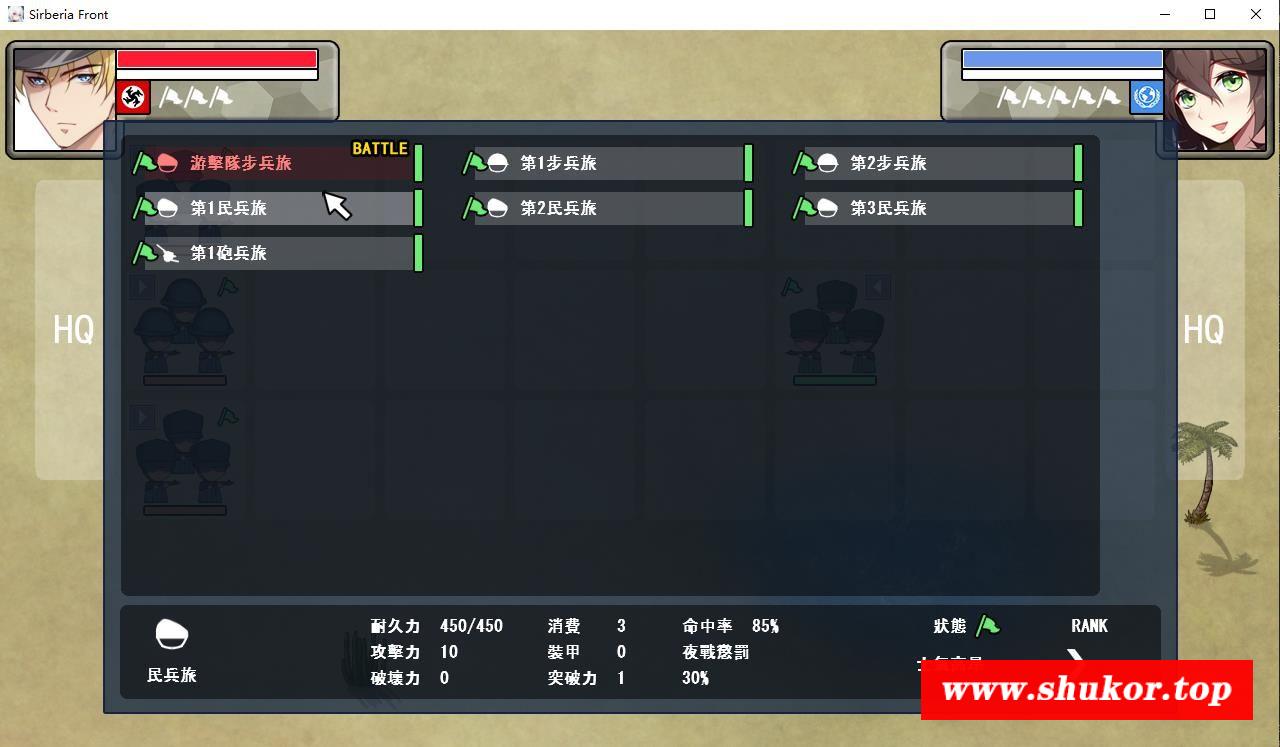 Sirberia Front
BATTLE
游擊隊步兵旅
第1步兵旅
第2步兵旅
第1民兵旅
第2民兵旅
第3民兵旅
第1砲兵旅
HQ
HQ
耐久力 450/450 消費 3 命中率 85% 狀態 RANK
攻擊力 10 裝甲 0 夜戰懲罰
民兵旅
破壞力 0 突破力 1 30%
www.shukor.top